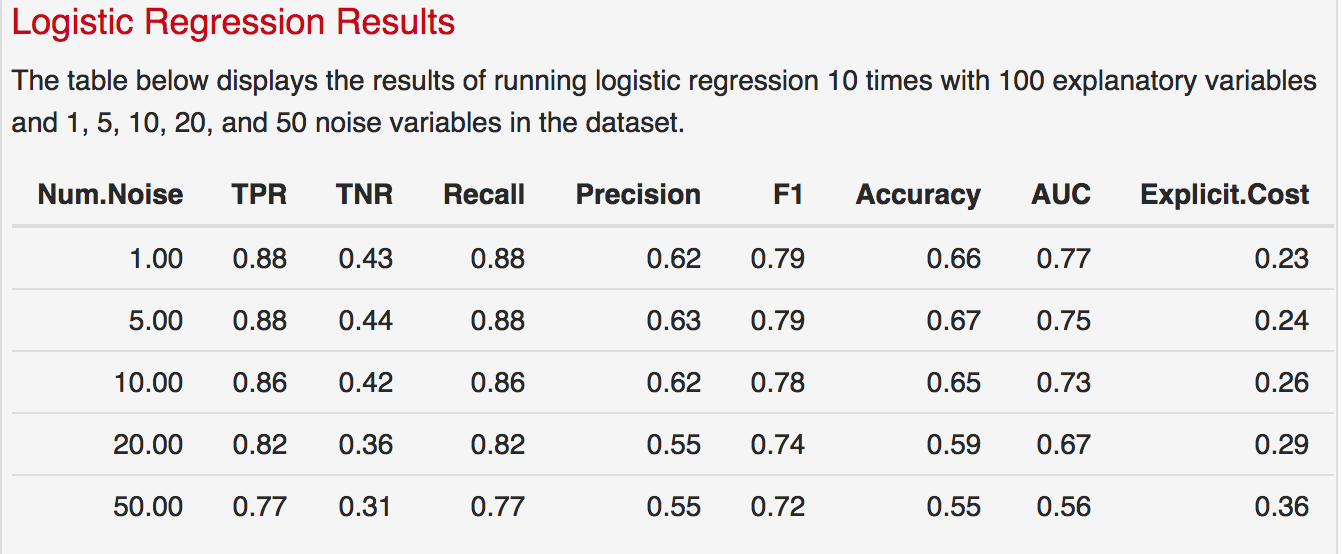 Logistic Regression Results
The table below displays the results of running logistic regression 10 times with 100 explanatory variables
and 1, 5, 10, 20, and 50 noise variables in the dataset.
Num.Noise TPR TNR Recall Precision F1 Accuracy AUC Explicit.Cost
1.00 0.88 0.43 0.88 0.62 0.79 0.66 0.77 0.23
5.00 0.88 0.44 0.88 0.63 0.79 0.67 0.75 0.24
10.00 0.86 0.42 0.86 0.62 0.78 0.65 0.73 0.26
20.00 0.82 0.36 0.82 0.55 0.74 0.59 0.67 0.29
50.00 0.77 0.31 0.77 0.55 0.72 0.55 0.56 0.36